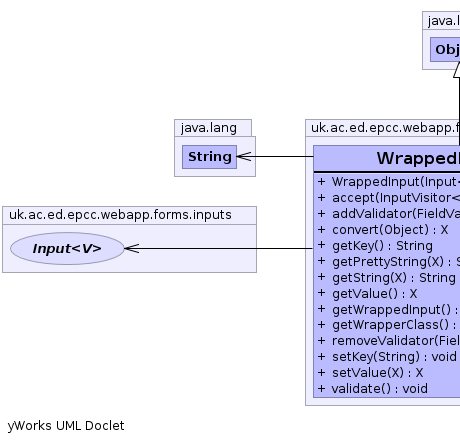 java.l
Obj
java.lang
String
uk.ac.ed.epcc.webapp.f
WrappedI
+ WrappedInput(Input<
+ accept(InputVisitor<
+ addValidator(FieldVa
+ convert(Object) : X
+ getKey() : String
+ getPrettyString(X) : S
+ getString(X) : String
+ getValue() : X
+ getWrappedInput() :
+ getWrapperClass() :
+ removeValidator(Fiel
+ setKey(String) : void
+ setValue(X) : X
+ validate() : void
uk.ac.ed.epcc.webapp.forms.inputs
Input<V>
yWorks UML Doclet